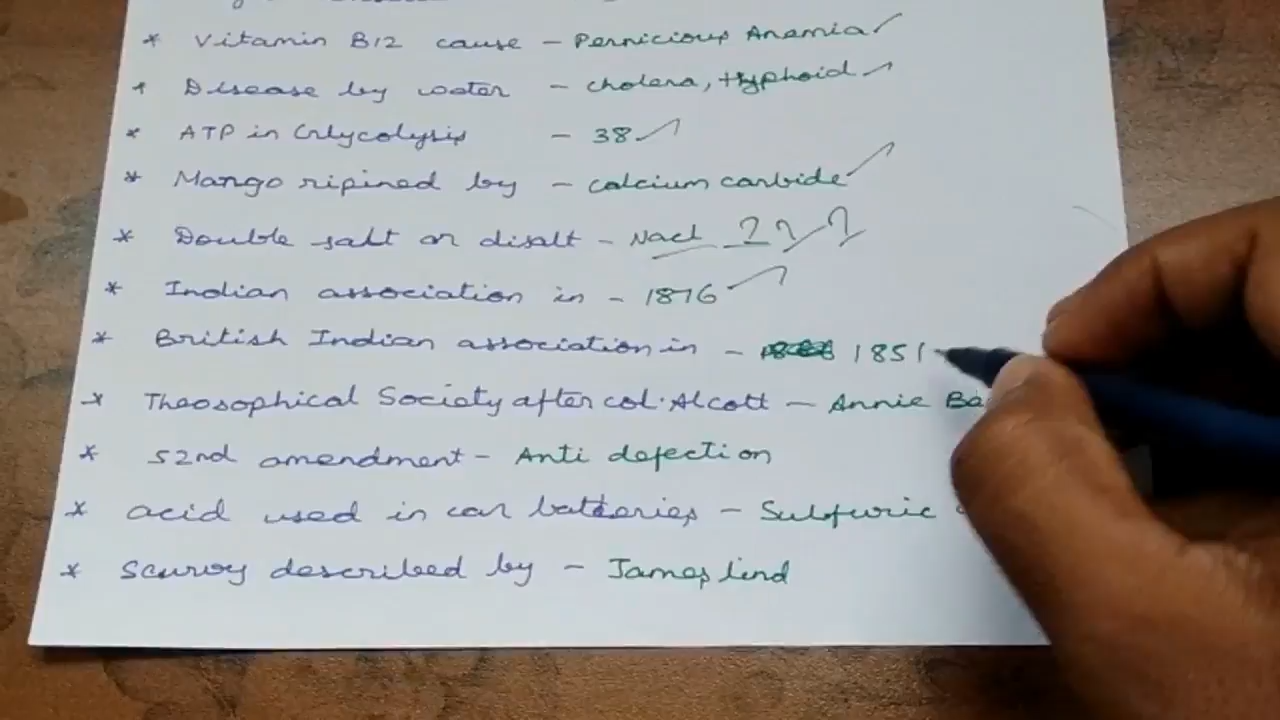 * Vitamin B12 cause - Pernicious Anemia
* Disease by water - cholera, thyphoid
* ATP in Glycolysis - 38
* Mango ripined by - calcium carbide
* Double salt or disalt - Nacl ? ? ?
* Indian association in - 1876
* British Indian association in - 1851
* Theosophical Society after col. Alcott - Annie
* 52nd amendment - Anti defection
* acid used in car batteries - Sulfuric
* Scurvy described by - James lind